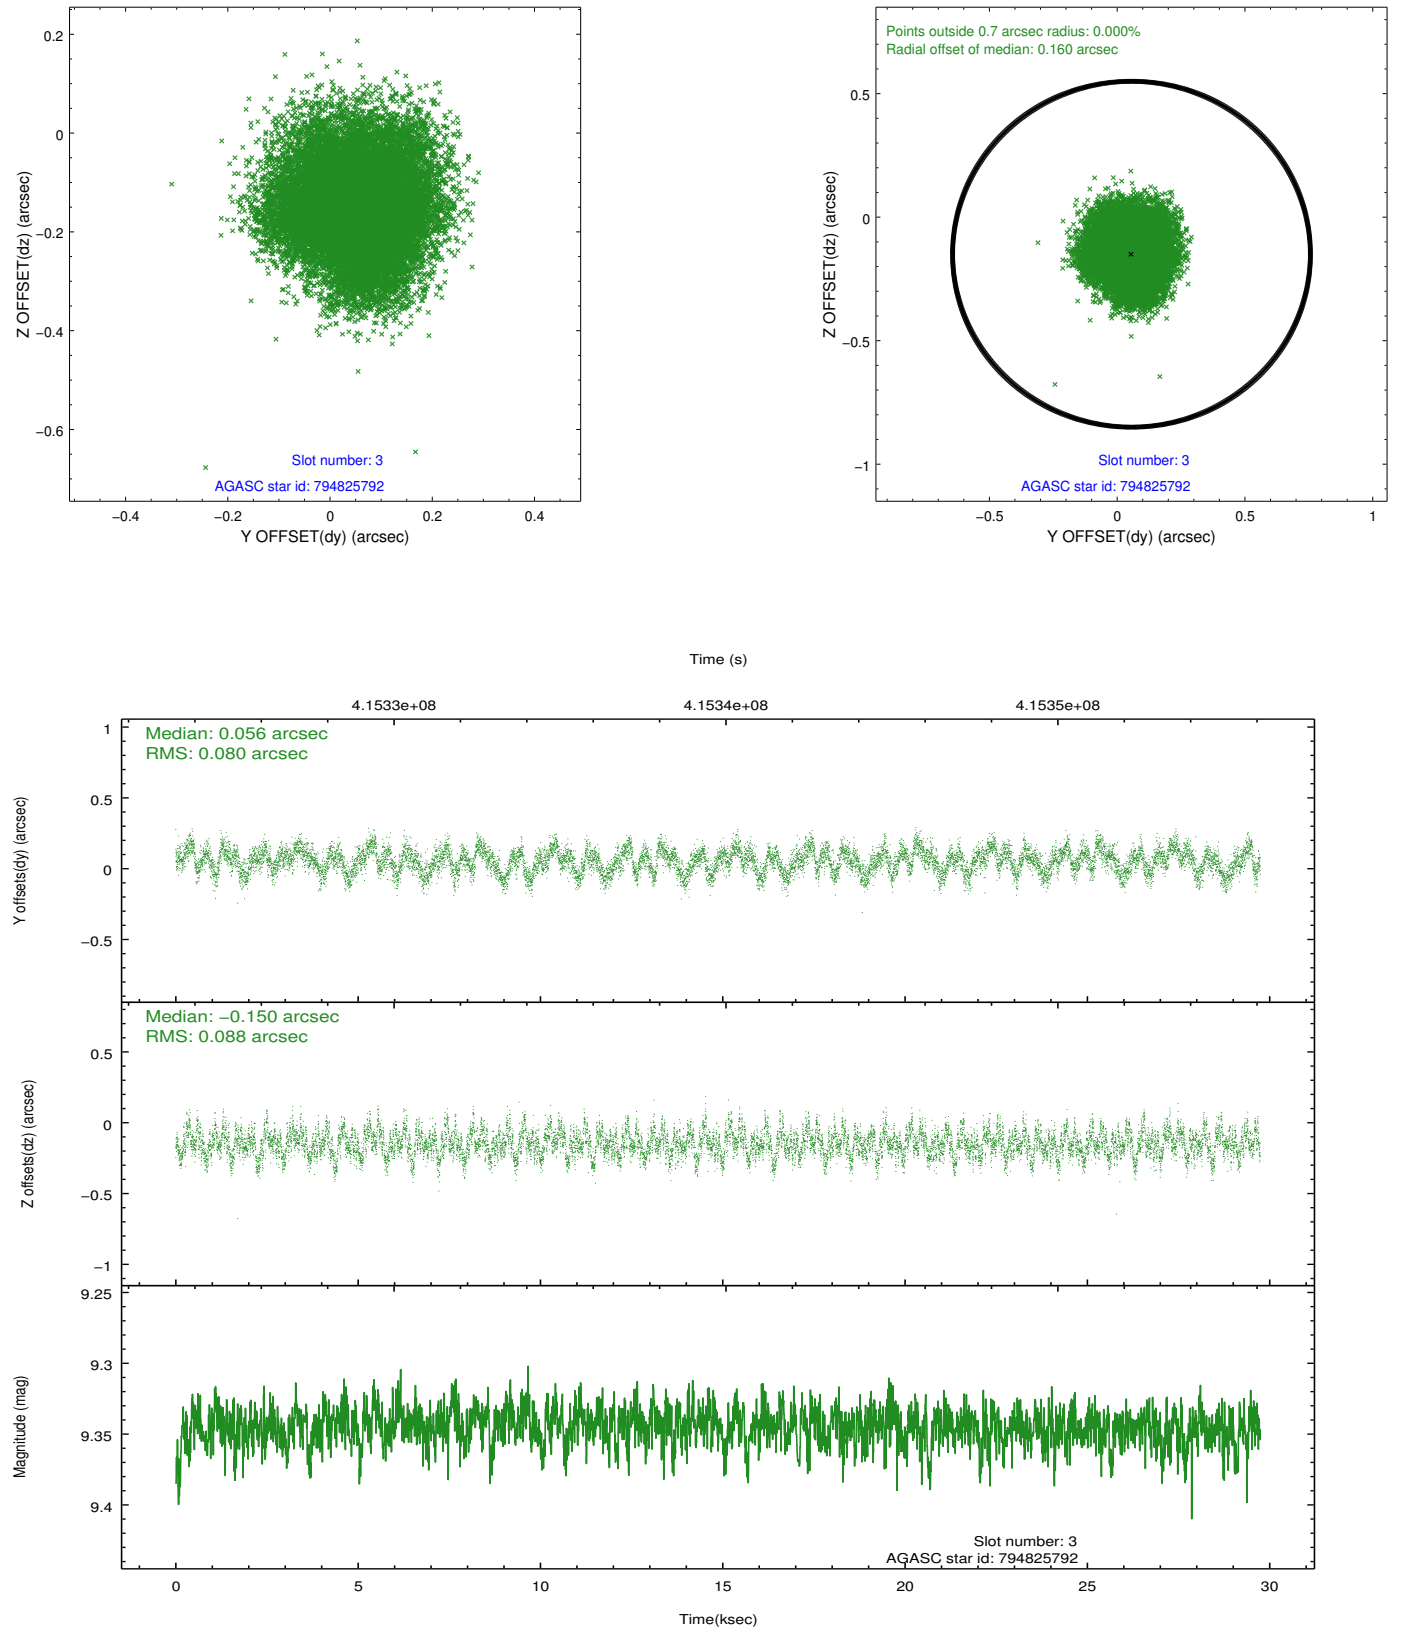 0.2
0
−0.2
−0.4
−0.6
Z OFFSET(dz) (arcsec)
Slot number: 3
AGASC star id: 794825792
−0.4 −0.2 0 0.2 0.4
Y OFFSET(dy) (arcsec)
Points outside 0.7 arcsec radius: 0.000%
Radial offset of median: 0.160 arcsec
0.5
0
−0.5
−1
Z OFFSET(dz) (arcsec)
Slot number: 3
AGASC star id: 794825792
−0.5 0 0.5 1
Y OFFSET(dy) (arcsec)
Time (s)
4.1533e+08 4.1534e+08 4.1535e+08
Median: 0.056 arcsec
RMS: 0.080 arcsec
1
0.5
0
−0.5
Y offsets(dy) (arcsec)
Median: −0.150 arcsec
RMS: 0.088 arcsec
0.5
0
−0.5
−1
Z offsets(dz) (arcsec)
9.25
9.3
9.35
9.4
Magnitude (mag)
Slot number: 3
AGASC star id: 794825792
0 5 10 15 20 25 30
Time(ksec)